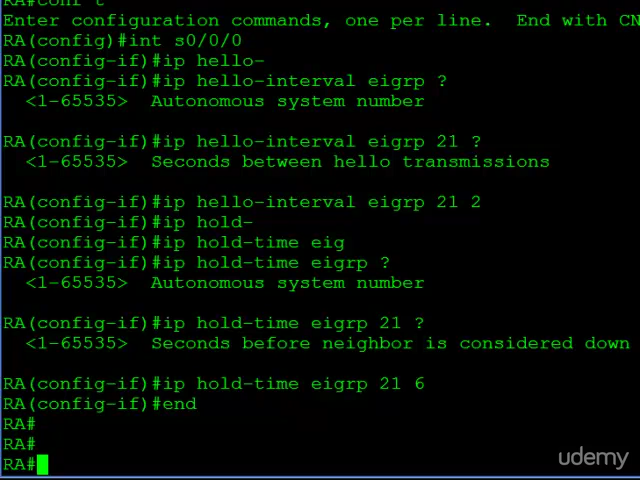 RA#conf t
Enter configuration commands, one per line.  End with CN
RA(config)#int s0/0/0
RA(config-if)#ip hello-
RA(config-if)#ip hello-interval eigrp ?
  <1-65535>  Autonomous system number
RA(config-if)#ip hello-interval eigrp 21 ?
  <1-65535>  Seconds between hello transmissions
RA(config-if)#ip hello-interval eigrp 21 2
RA(config-if)#ip hold-
RA(config-if)#ip hold-time eig
RA(config-if)#ip hold-time eigrp ?
  <1-65535>  Autonomous system number
RA(config-if)#ip hold-time eigrp 21 ?
  <1-65535>  Seconds before neighbor is considered down
RA(config-if)#ip hold-time eigrp 21 6
RA(config-if)#end
RA#
RA#
RA#
udemy